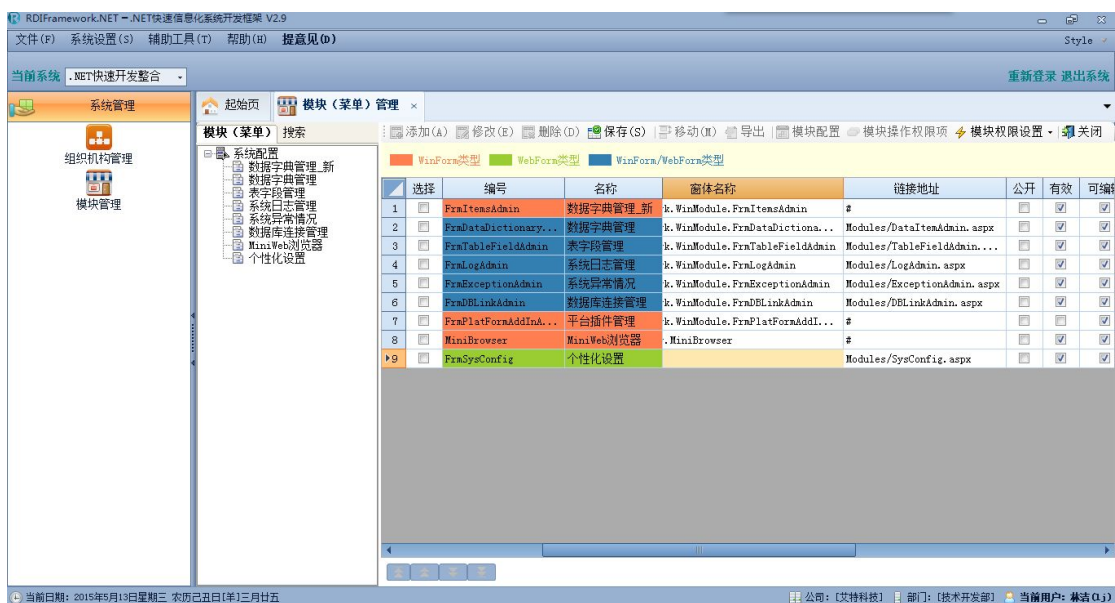 RDIFramework.NET - .NET快速信息化系统开发框架 V2.9
文件(F) 系统设置(S) 辅助工具(T) 帮助(H) 提意见(D) Style
当前系统 .NET快速开发整合 重新登录 退出系统
系统管理
组织机构管理
模块管理
起始页 模块（菜单）管理 ×
模块（菜单） 搜索
系统配置
数据字典管理_新
数据字典管理
表字段管理
系统日志管理
系统异常情况
数据库连接管理
MiniWeb浏览器
个性化设置
添加(A) 修改(E) 删除(D) 保存(S) 移动(M) 导出 模块配置 模块操作权限项 模块权限设置 关闭
WinForm类型 WebForm类型 WinForm/WebForm类型
选择 编号 名称 窗体名称 链接地址 公开 有效 可编辑
1 FrmItemsAdmin 数据字典管理_新 k.WinModule.FrmItemsAdmin #
2 FrmDataDictionary... 数据字典管理 k.WinModule.FrmDataDictiona... Modules/DataItemAdmin.aspx
3 FrmTableFieldAdmin 表字段管理 k.WinModule.FrmTableFieldAdmin Modules/TableFieldAdmin....
4 FrmLogAdmin 系统日志管理 k.WinModule.FrmLogAdmin Modules/LogAdmin.aspx
5 FrmExceptionAdmin 系统异常情况 k.WinModule.FrmExceptionAdmin Modules/ExceptionAdmin.aspx
6 FrmDBLinkAdmin 数据库连接管理 k.WinModule.FrmDBLinkAdmin Modules/DBLinkAdmin.aspx
7 FrmPlatFormAddInA... 平台插件管理 k.WinModule.FrmPlatFormAddI... #
8 MiniBrowser MiniWeb浏览器 .MiniBrowser #
9 FrmSysConfig 个性化设置 Modules/SysConfig.aspx
当前日期: 2015年5月13日星期三 农历己丑日[羊]三月廿五 公司: [艾特科技] 部门: [技术开发部] 当前用户: 林洁(Lj)